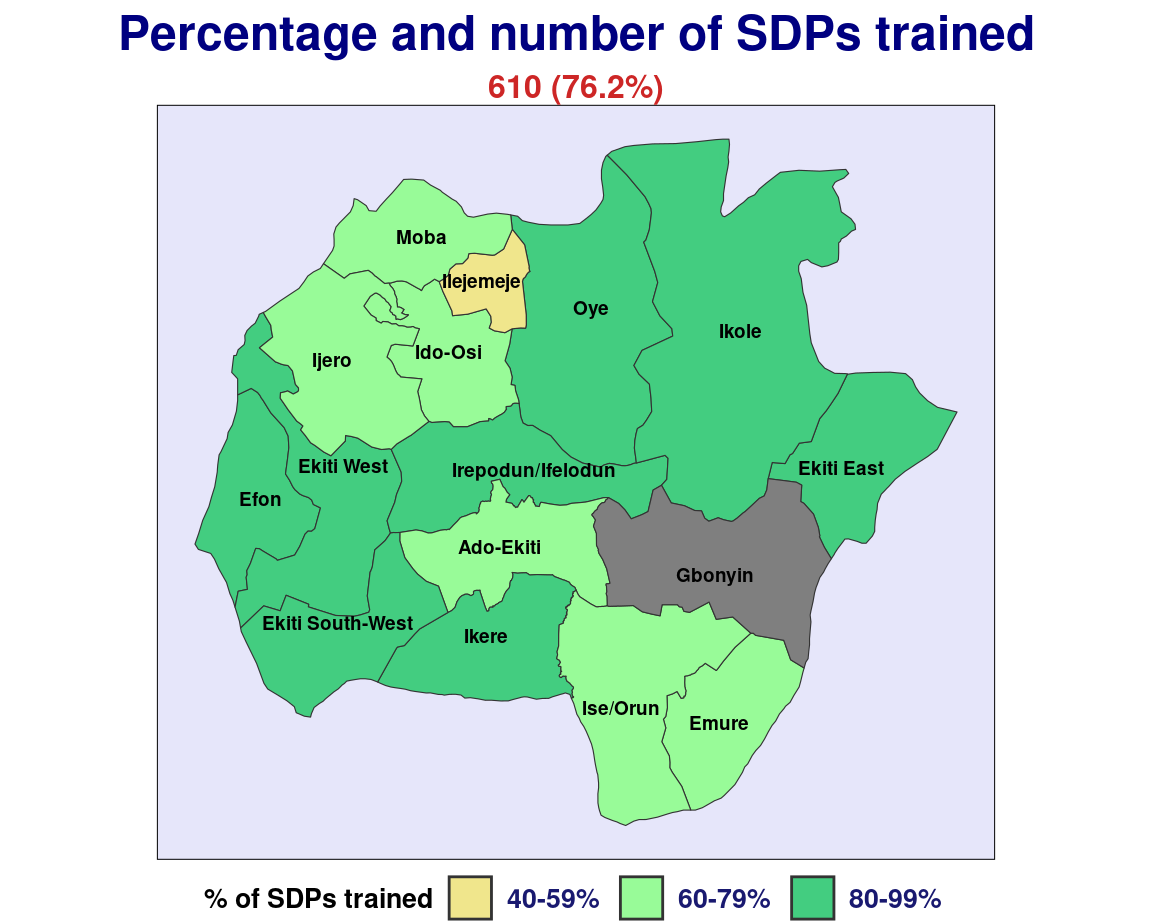 Percentage and number of SDPs trained
610 (76.2%)
Moba
Ilejemeje
Oye
Ikole
Ijero
Ido-Osi
Ekiti West
Irepodun/Ifelodun
Ekiti East
Efon
Ado-Ekiti
Gbonyin
Ekiti South-West
Ikere
Ise/Orun
Emure
% of SDPs trained 40-59% 60-79% 80-99%